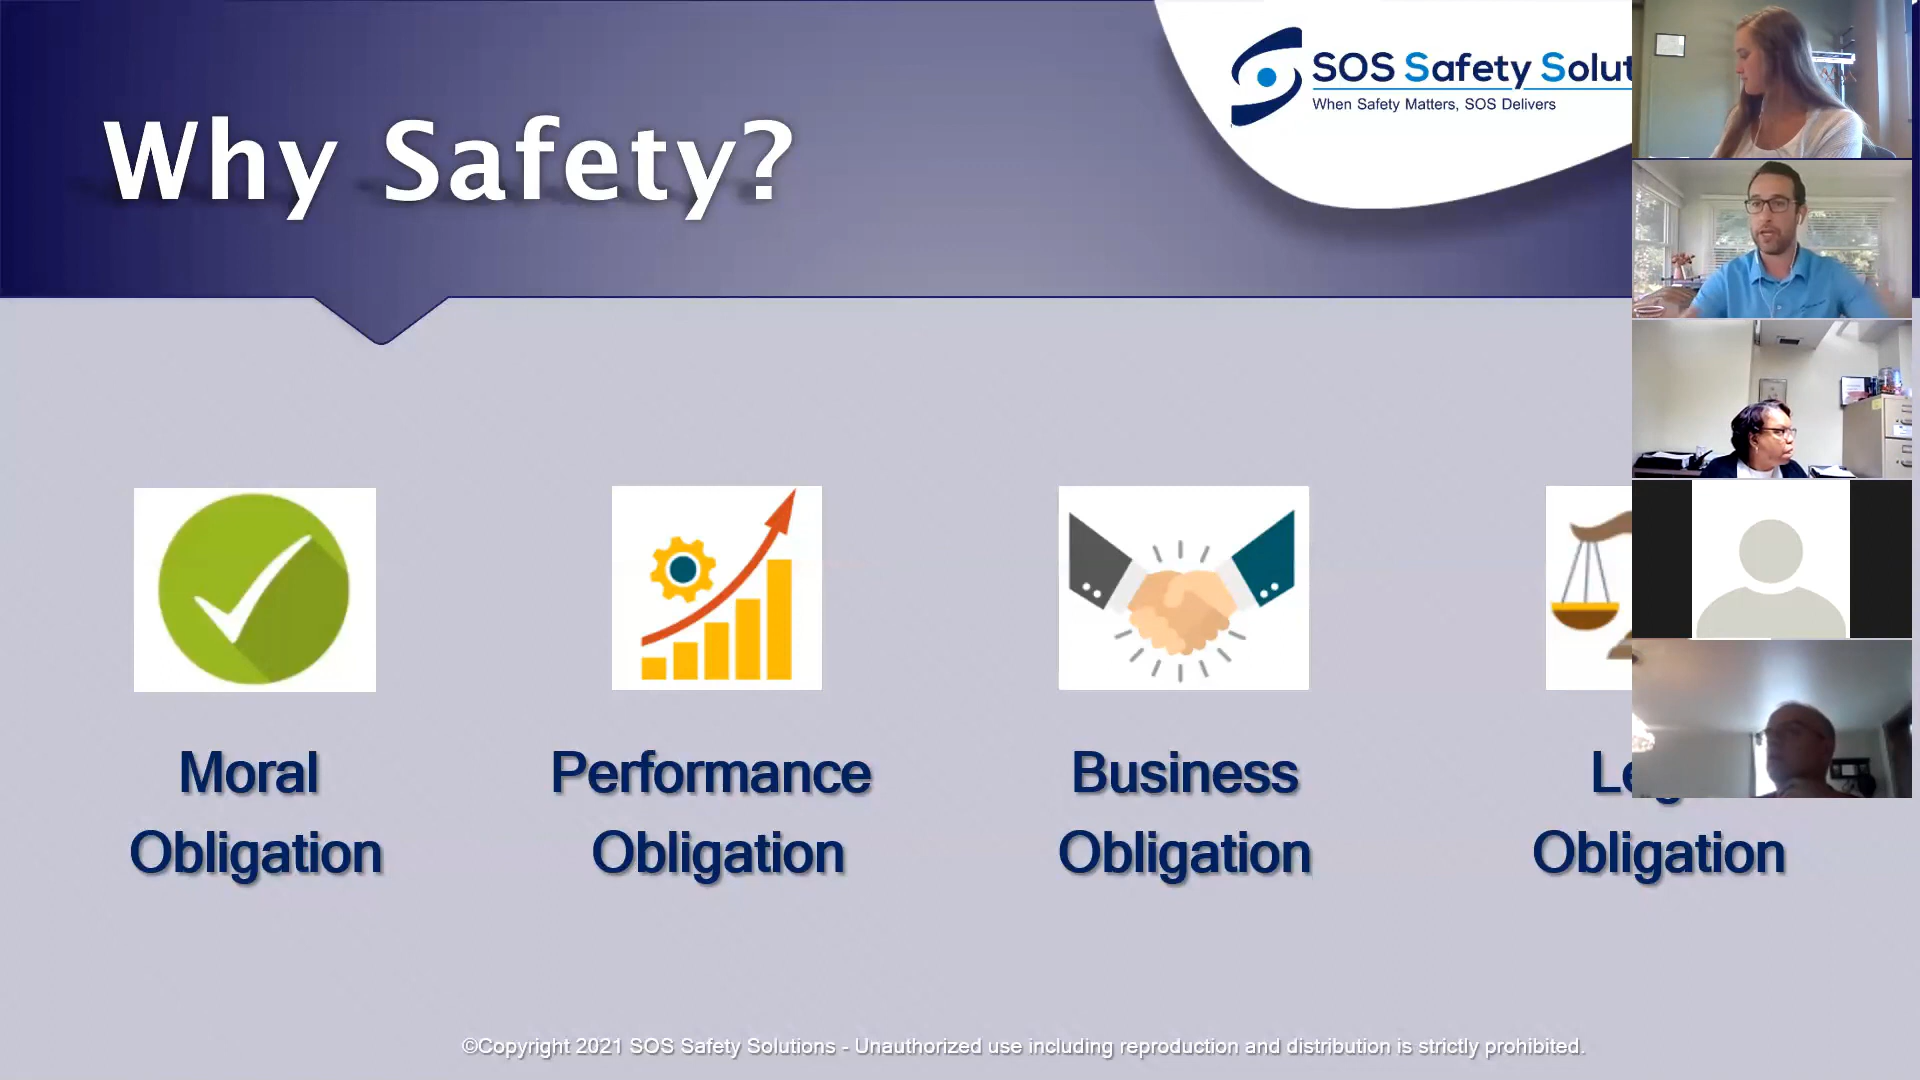 SOS Safety Solut
When Safety Matters, SOS Delivers
Why Safety?
Moral
Obligation
Performance
Obligation
Business
Obligation
Obligation
©Copyright 2021 SOS Safety Solutions - Unauthorized use including reproduction and distribution is strictly prohibited.